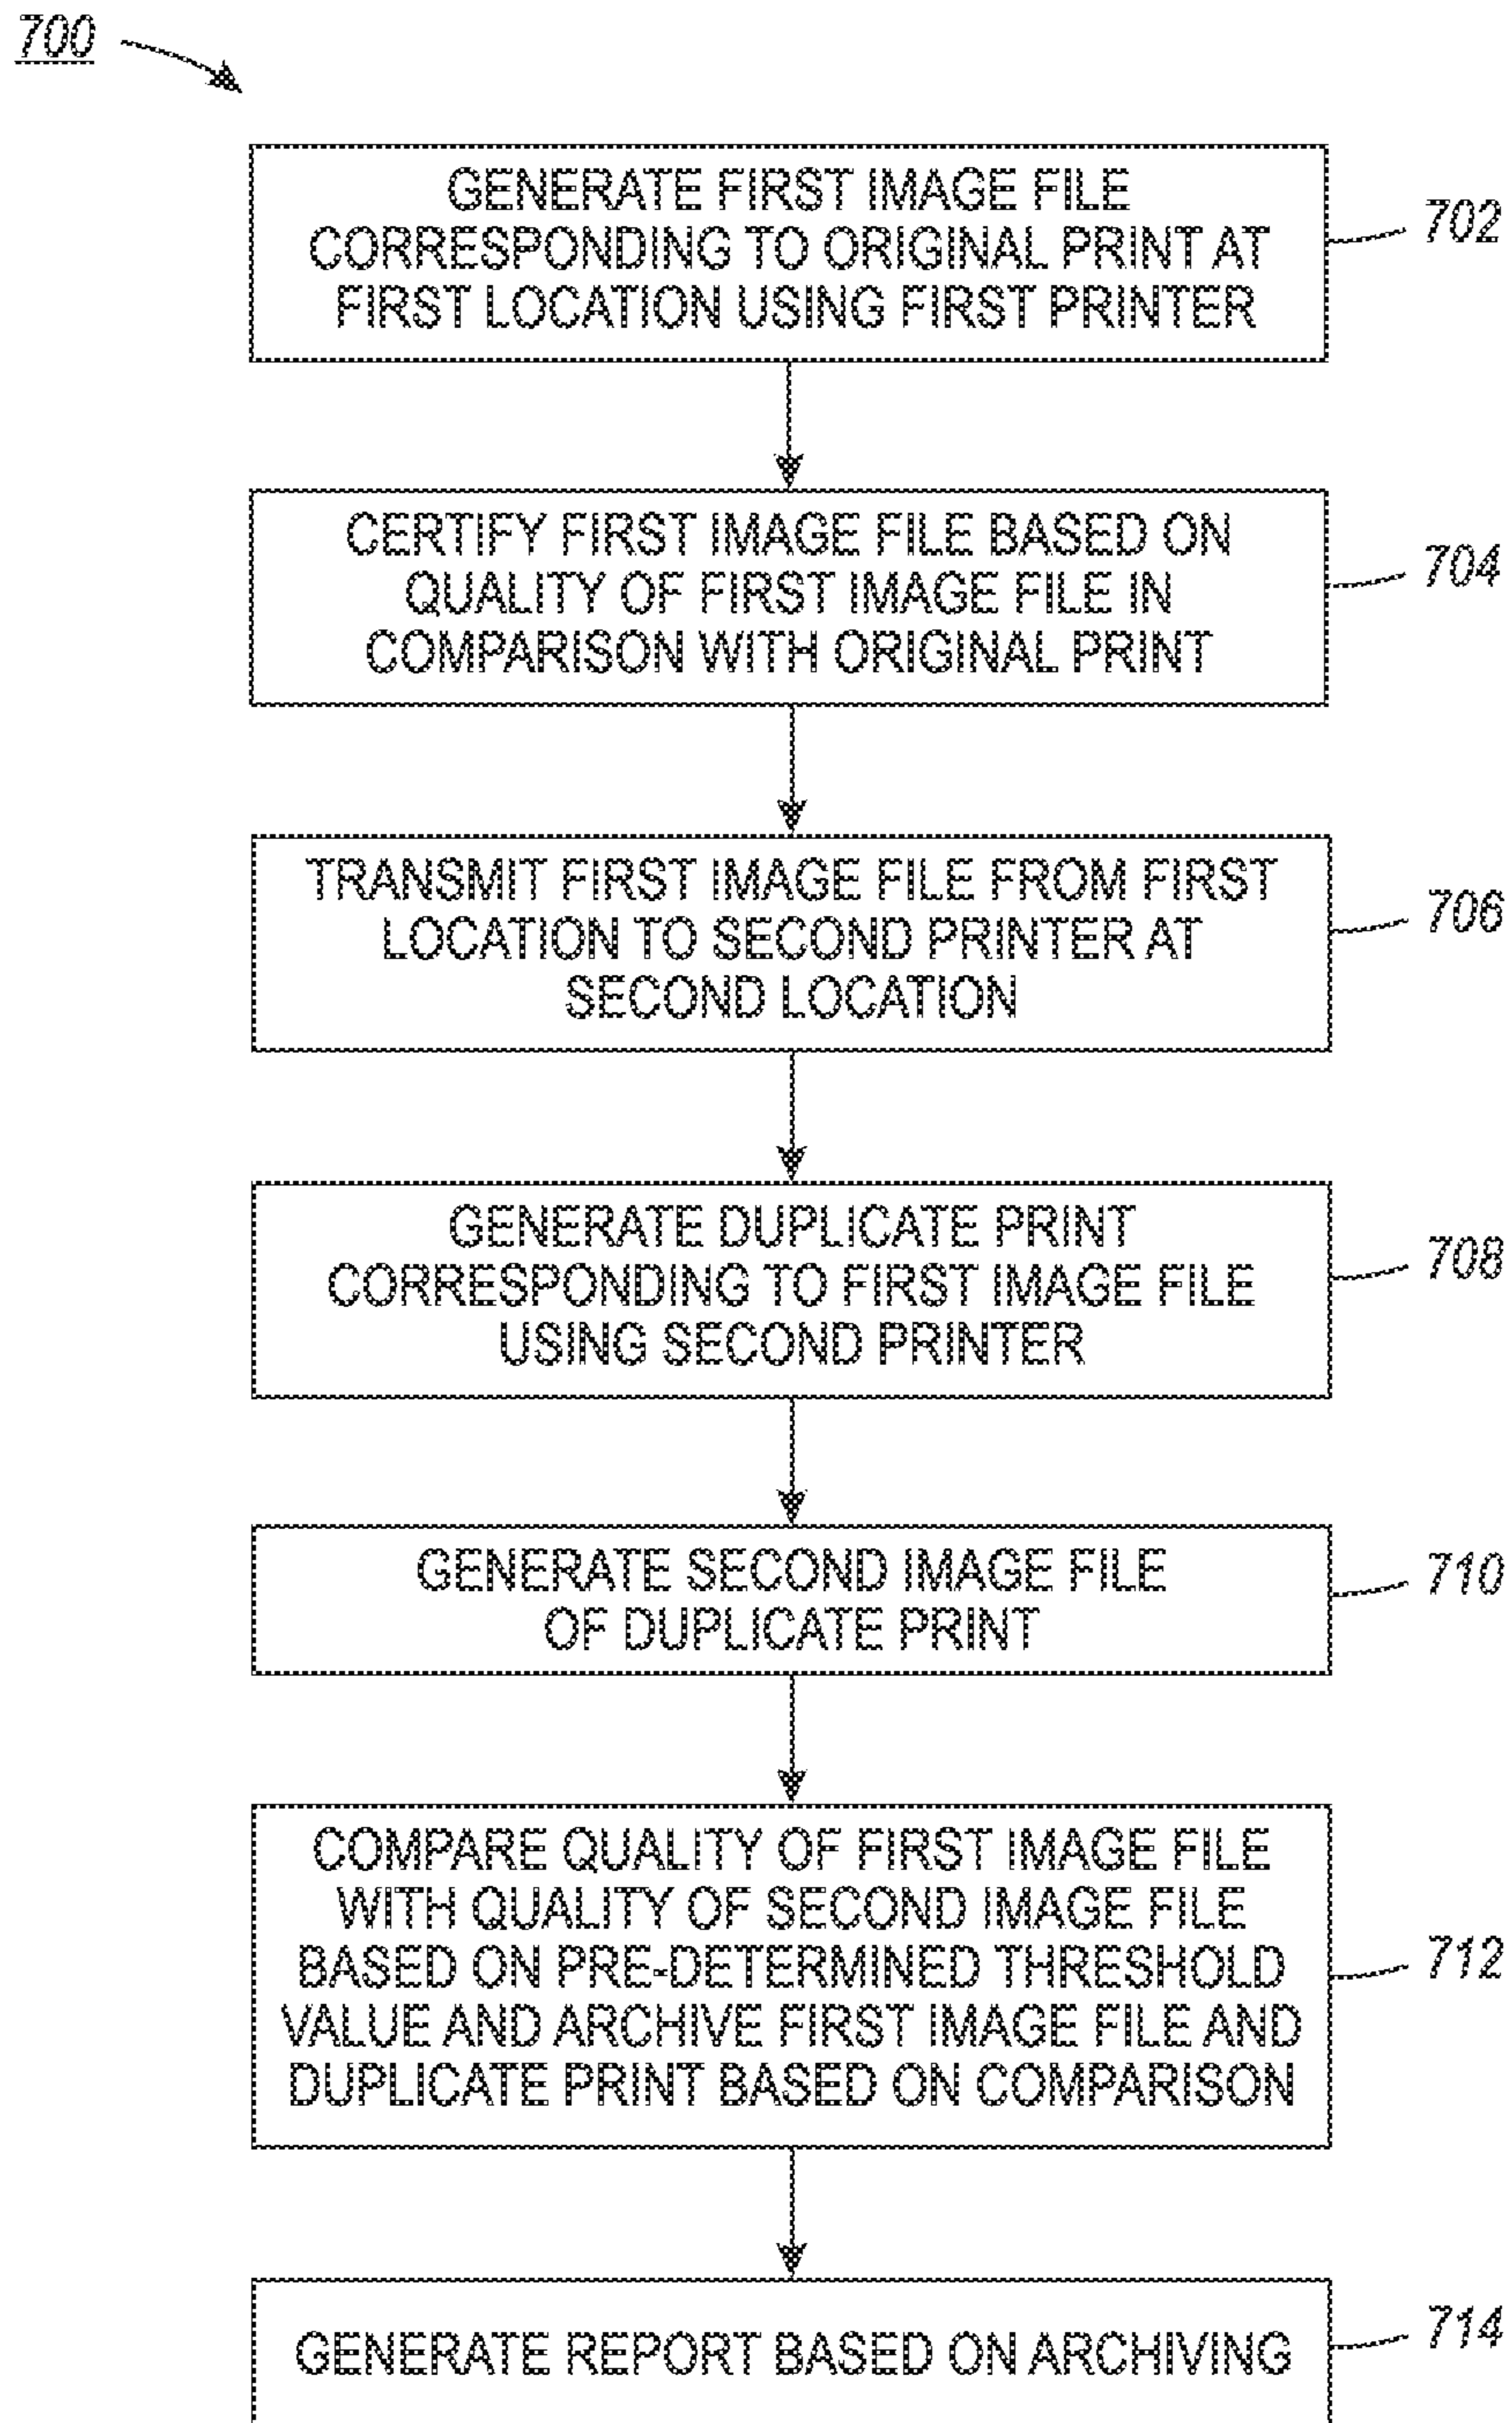 700
GENERATE FIRST IMAGE FILE
CORRESPONDING TO ORIGINAL PRINT AT
FIRST LOCATION USING FIRST PRINTER
702
CERTIFY FIRST IMAGE FILE BASED ON
QUALITY OF FIRST IMAGE FILE IN
COMPARISON WITH ORIGINAL PRINT
704
TRANSMIT FIRST IMAGE FILE FROM FIRST
LOCATION TO SECOND PRINTER AT
SECOND LOCATION
706
GENERATE DUPLICATE PRINT
CORRESPONDING TO FIRST IMAGE FILE
USING SECOND PRINTER
708
GENERATE SECOND IMAGE FILE
OF DUPLICATE PRINT
710
COMPARE QUALITY OF FIRST IMAGE FILE
WITH QUALITY OF SECOND IMAGE FILE
BASED ON PRE-DETERMINED THRESHOLD
VALUE AND ARCHIVE FIRST IMAGE FILE AND
DUPLICATE PRINT BASED ON COMPARISON
712
GENERATE REPORT BASED ON ARCHIVING
714